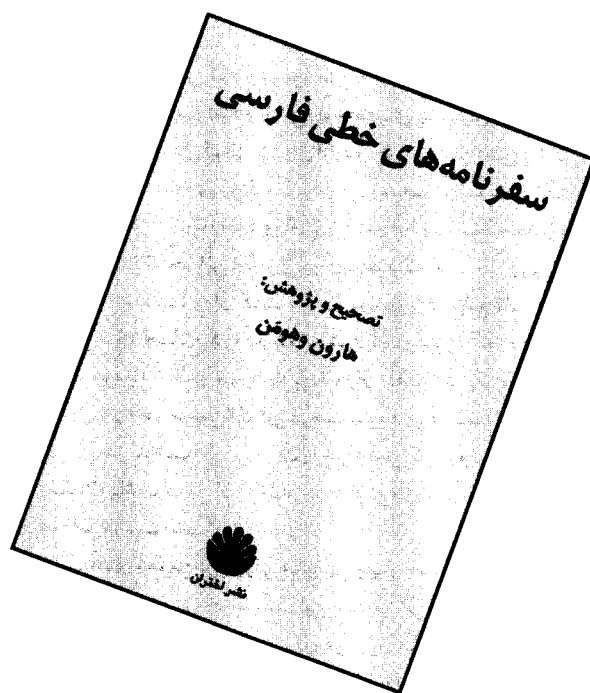 سفرنامه‌های خطی فارسی
تصحیح و پژوهش:
هارون وهومن
نشر اختران